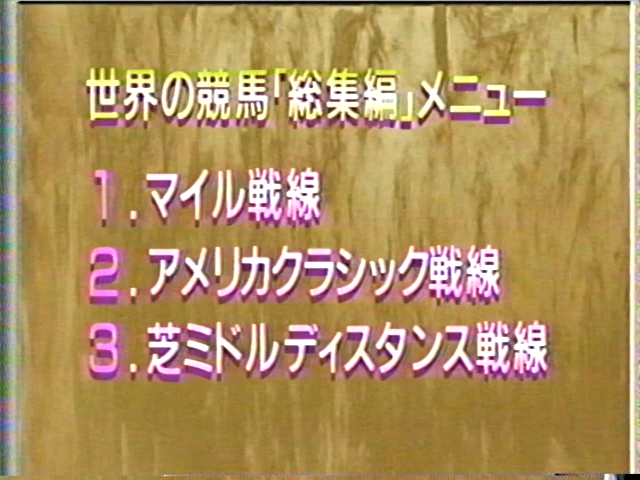 世界の競馬「総集編」メニュー
1.マイル戦線
2.アメリカクラシック戦線
3.芝ミドルディスタンス戦線